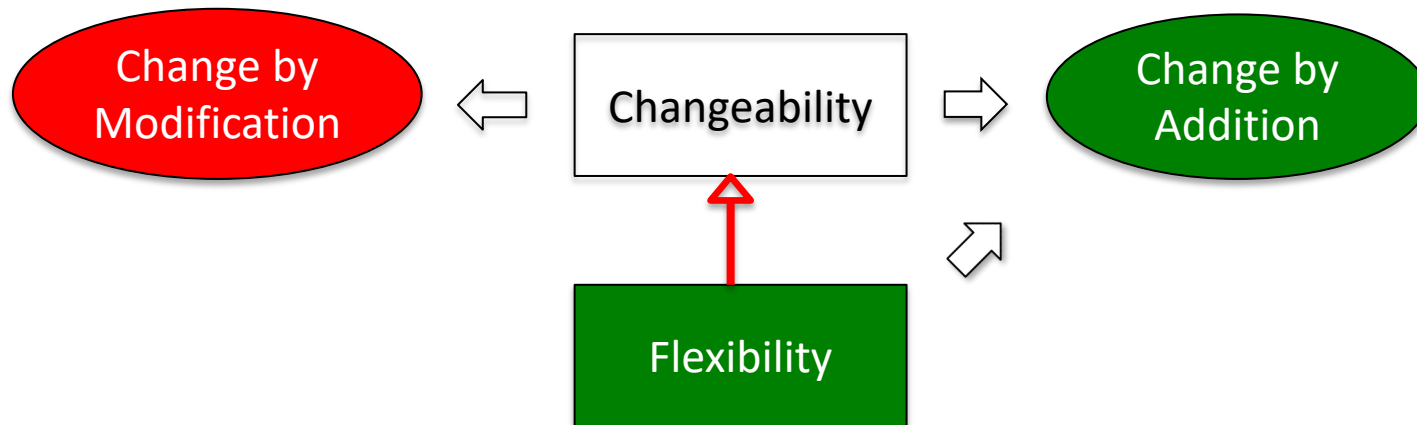 Change by
Modification
Changeability
Change by
Addition
Flexibility